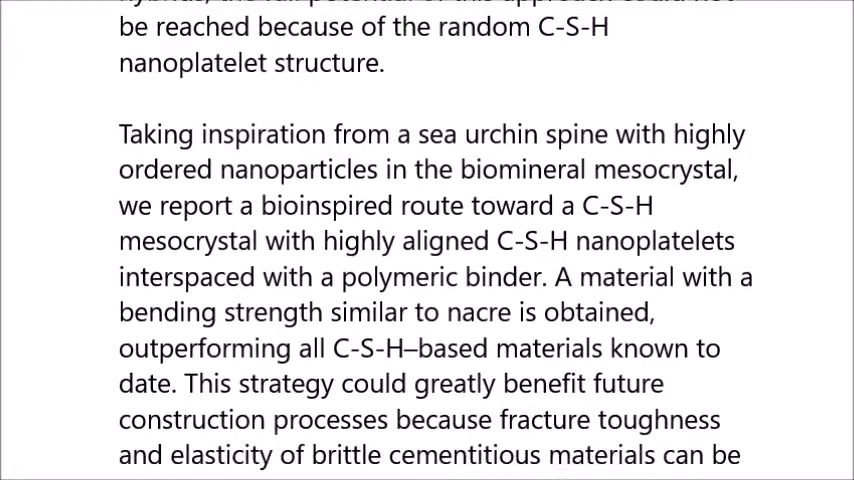 be reached because of the random C-S-H
nanoplatelet structure.
Taking inspiration from a sea urchin spine with highly
ordered nanoparticles in the biomineral mesocrystal,
we report a bioinspired route toward a C-S-H
mesocrystal with highly aligned C-S-H nanoplatelets
interspaced with a polymeric binder. A material with a
bending strength similar to nacre is obtained,
outperforming all C-S-H–based materials known to
date. This strategy could greatly benefit future
construction processes because fracture toughness
and elasticity of brittle cementitious materials can be